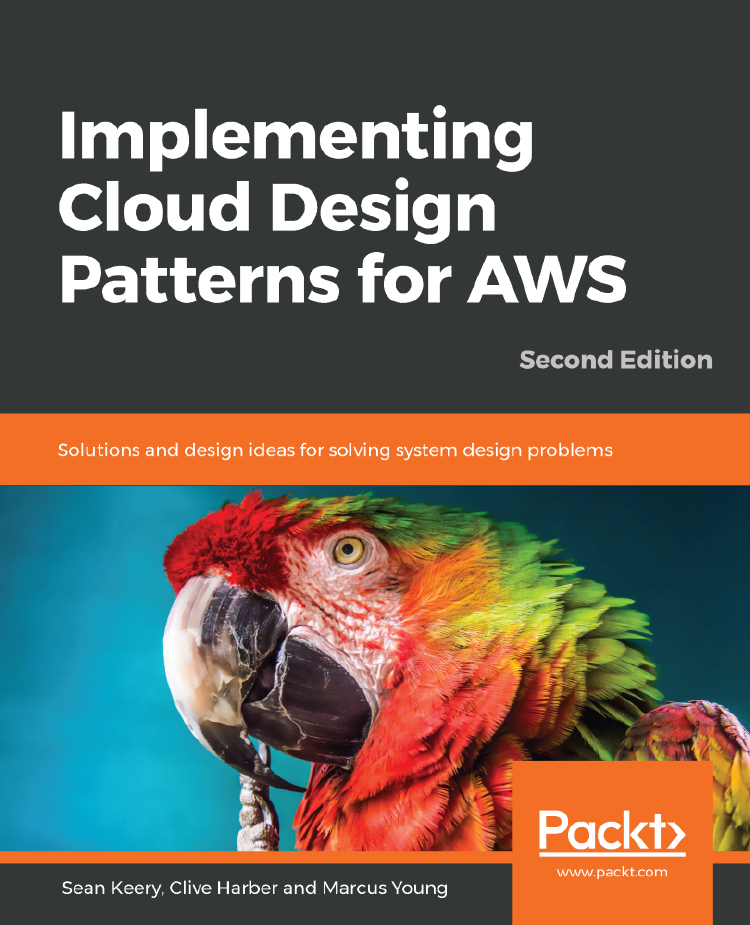 Implementing
Cloud Design
Patterns for AWS
Second Edition
Solutions and design ideas for solving system design problems
Packt>
www.packt.com
Sean Keery, Clive Harber and Marcus Young